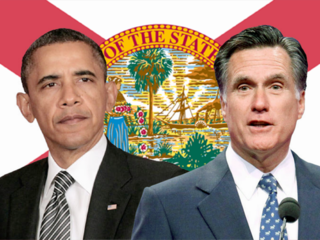 OF THE STATE